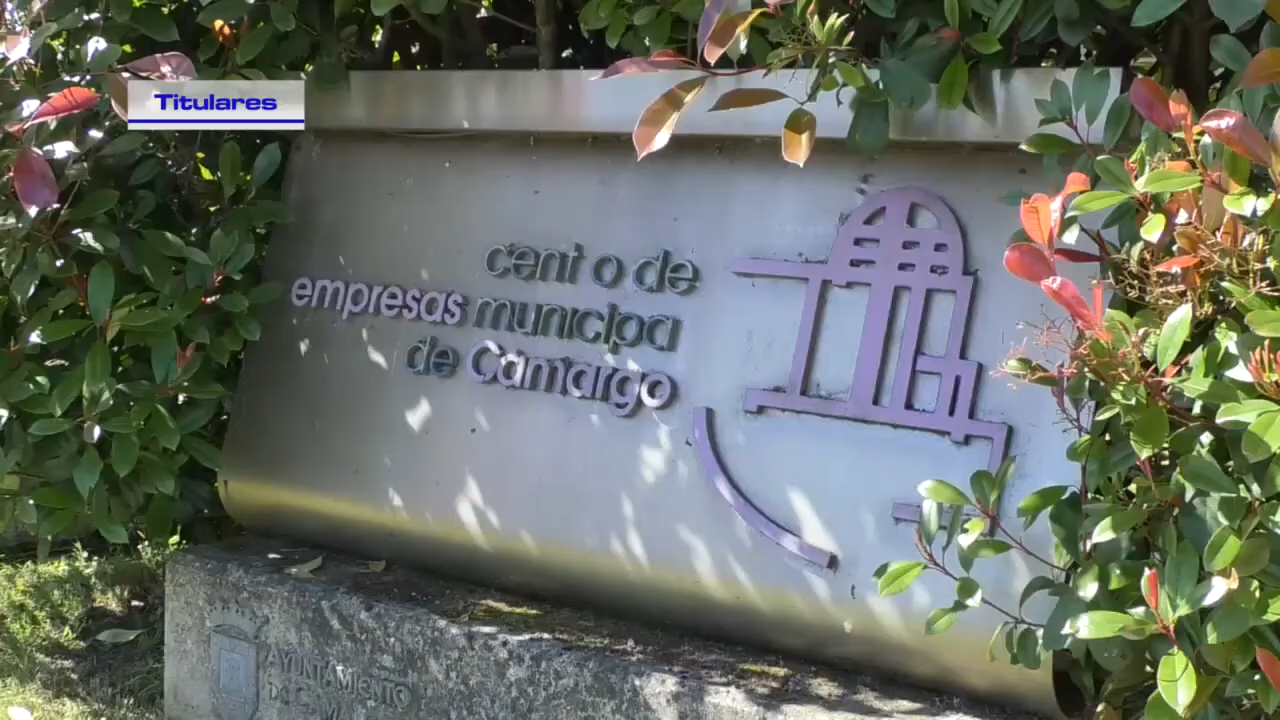 Titulares
cent o de
empresas municipa
de Camargo
AYUNTAMIENTO